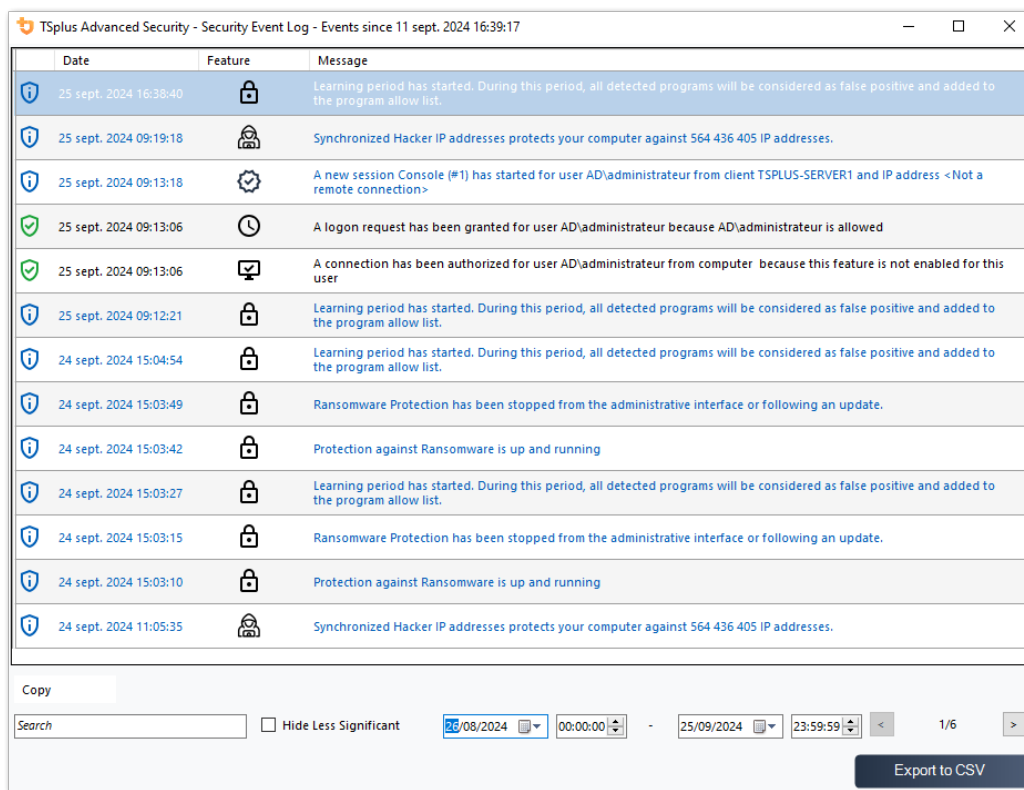 TSplus Advanced Security - Security Event Log - Events since 11 sept. 2024 16:39:17
Date Feature Message
25 sept. 2024 16:38:40 Learning period has started. During this period, all detected programs will be considered as false positive and added to
the program allow list.
25 sept. 2024 09:19:18 Synchronized Hacker IP addresses protects your computer against 564 436 405 IP addresses.
25 sept. 2024 09:13:18 A new session Console (#1) has started for user AD\administrateur from client TSPLUS-SERVER1 and IP address <Not a
remote connection>
25 sept. 2024 09:13:06 A logon request has been granted for user AD\administrateur because AD\administrateur is allowed
25 sept. 2024 09:13:06 A connection has been authorized for user AD\administrateur from computer  because this feature is not enabled for this
user
25 sept. 2024 09:12:21 Learning period has started. During this period, all detected programs will be considered as false positive and added to
the program allow list.
24 sept. 2024 15:04:54 Learning period has started. During this period, all detected programs will be considered as false positive and added to
the program allow list.
24 sept. 2024 15:03:49 Ransomware Protection has been stopped from the administrative interface or following an update.
24 sept. 2024 15:03:42 Protection against Ransomware is up and running
24 sept. 2024 15:03:27 Learning period has started. During this period, all detected programs will be considered as false positive and added to
the program allow list.
24 sept. 2024 15:03:15 Ransomware Protection has been stopped from the administrative interface or following an update.
24 sept. 2024 15:03:10 Protection against Ransomware is up and running
24 sept. 2024 11:05:35 Synchronized Hacker IP addresses protects your computer against 564 436 405 IP addresses.
Copy
Search Hide Less Significant 26/08/2024 00:00:00 - 25/09/2024 23:59:59 < 1/6 >
Export to CSV